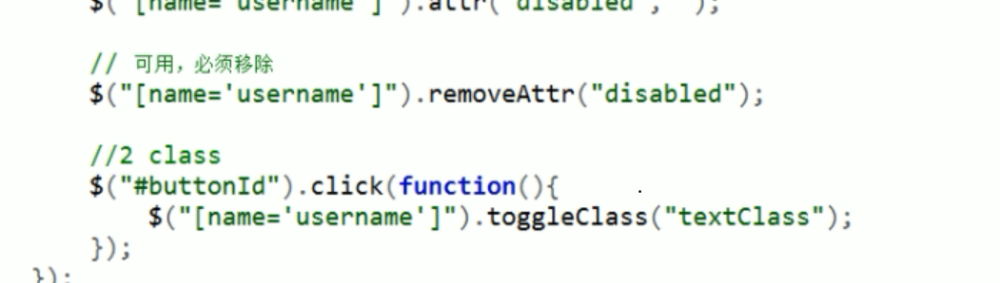 $("[name='username']").attr("disabled", "");
// 可用，必须移除
$("[name='username']").removeAttr("disabled");
//2 class
$("#buttonId").click(function(){
$("[name='username']").toggleClass("textClass");
});
});